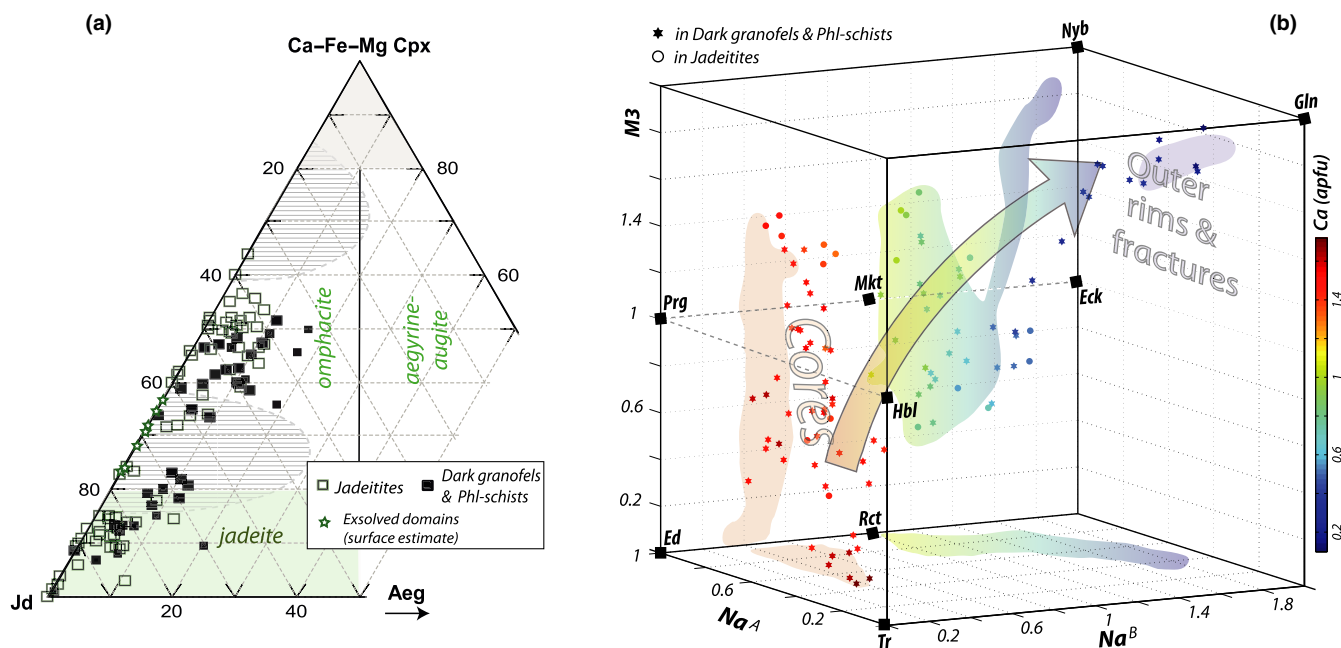 (a)
Ca–Fe–Mg Cpx
20
80
40
60
omphacite
aegyrine-
augite
60
80
jadeite
Jadeitites
Dark granofels
& Phl-schists
Exsolved domains
(surface estimate)
Jd
20
40
Aeg
(b)
in Dark granofels & Phl-schists
in Jadeitites
Nyb
Gln
M3
1.4
1
0.6
0.2
1
Prg
Mkt
Eck
Hbl
Ed
Rct
Tr
Cores
Outer
rims &
fractures
0.6
0.2
Na A
0.2
0.6
1
1.4
1.8
Na B
Ca (apfu)
1.4
1
0.6
0.2